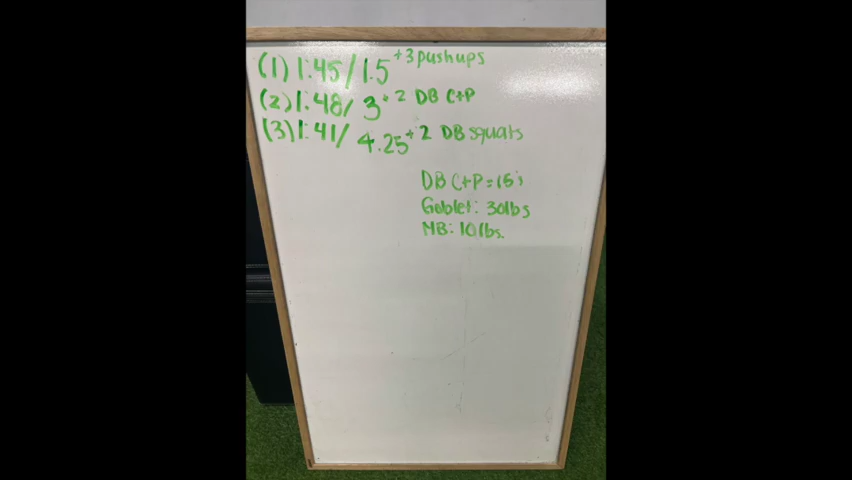 (1) 1:45/1.5 +3 pushups
(2) 1:48/3 +2 DB C+P
(3) 1:41/4.25 +2 DB squats
DB C+P = 15's
Goblet: 30lbs
MB: 10lbs.